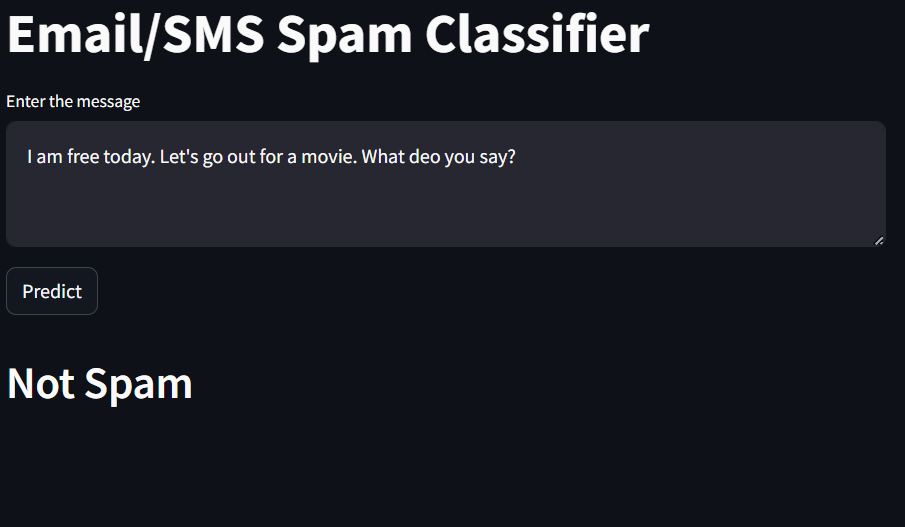 Email/SMS Spam Classifier
Enter the message
I am free today. Let's go out for a movie. What deo you say?
Predict
Not Spam